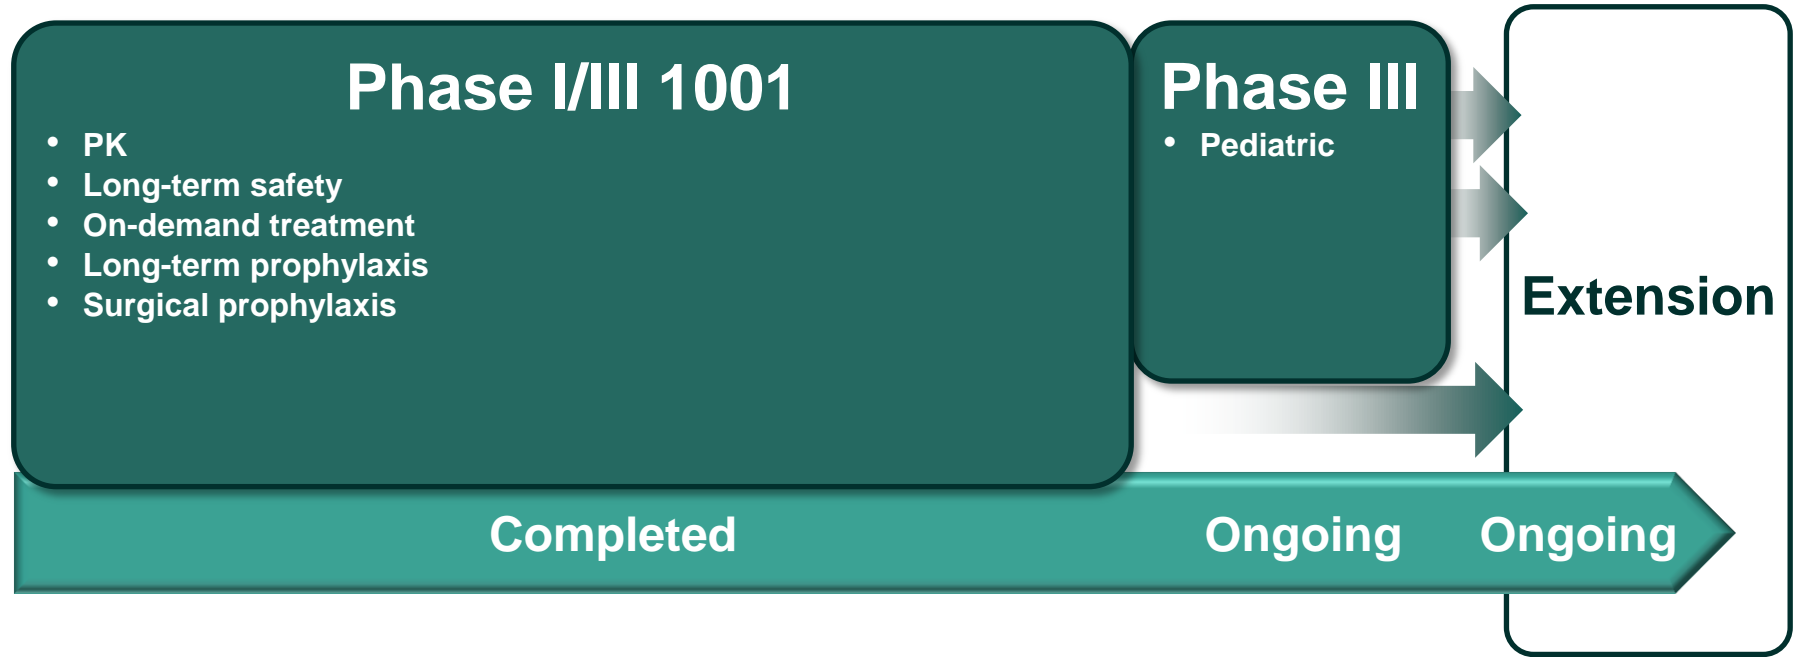 Phase I/III 1001
• PK
• Long-term safety
• On-demand treatment
• Long-term prophylaxis
• Surgical prophylaxis
Phase III
• Pediatric
Extension
Completed
Ongoing
Ongoing